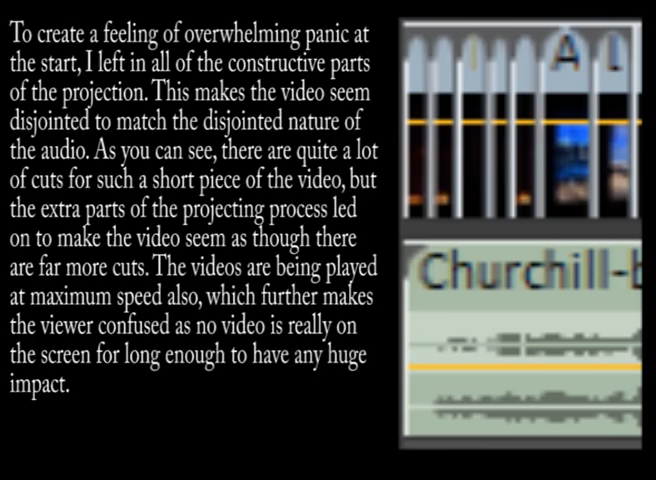 To create a feeling of overwhelming panic at
the start, I left in all of the constructive parts
of the projection. This makes the video seem
disjointed to match the disjointed nature of
the audio. As you can see, there are quite a lot
of cuts for such a short piece of the video, but
the extra parts of the projecting process led
on to make the video seem as though there
are far more cuts. The videos are being played
at maximum speed also, which further makes
the viewer confused as no video is really on
the screen for long enough to have any huge
impact.
A
Churchill-b